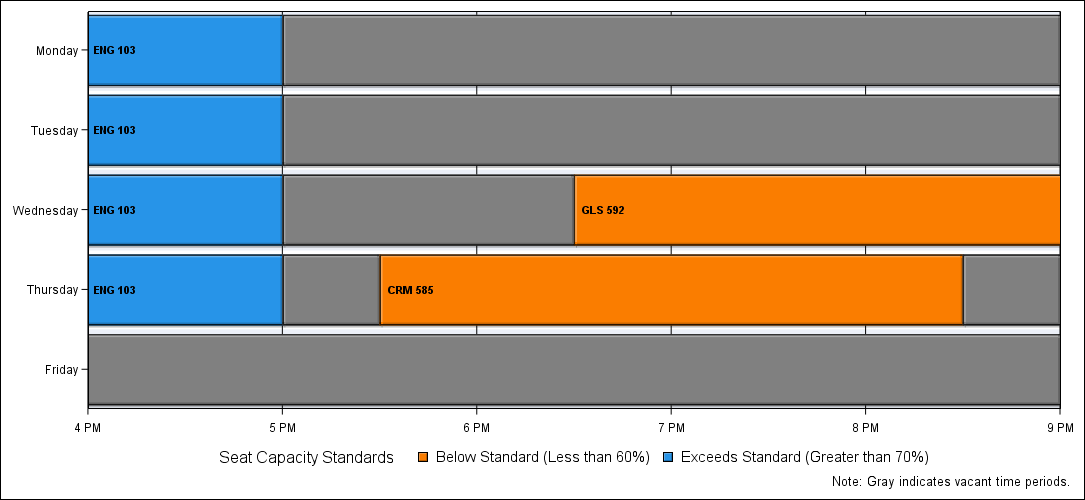 Monday ENG 103
Tuesday ENG 103
Wednesday ENG 103 GLS 592
Thursday ENG 103 CRM 585
Friday
4 PM 5 PM 6 PM 7 PM 8 PM 9 PM
Seat Capacity Standards Below Standard (Less than 60%) Exceeds Standard (Greater than 70%)
Note: Gray indicates vacant time periods.